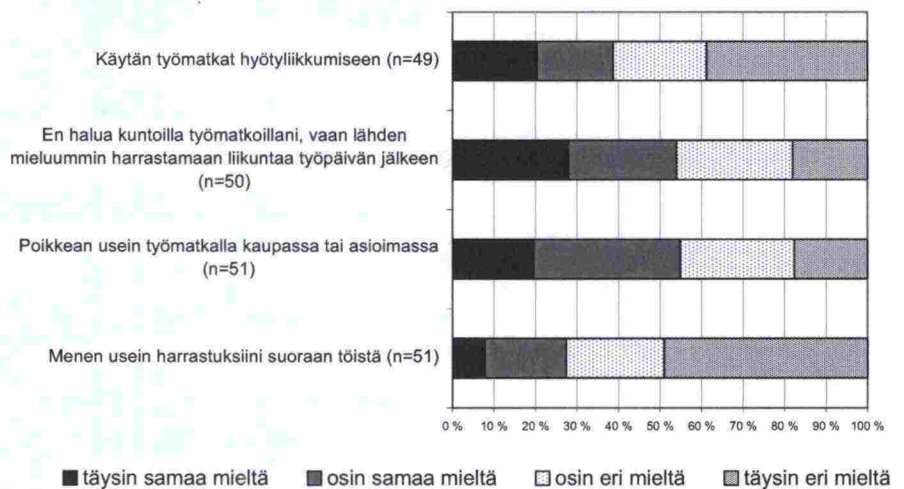 Käytän työmatkat hyötyliikkumiseen (n=49)
En halua kuntoilla työmatkoillani, vaan lähden
mieluummin harrastamaan liikuntaa työpäivän jälkeen
(n=50)
Poikkean usein työmatkalla kaupassa tai asioimassa
(n=51)
Menen usein harrastuksiini suoraan töistä (n=51)
0 % 10 % 20 % 30 % 40 % 50 % 60 % 70 % 80 % 90 % 100 %
täysin samaa mieltä osin samaa mieltä osin eri mieltä täysin eri mieltä